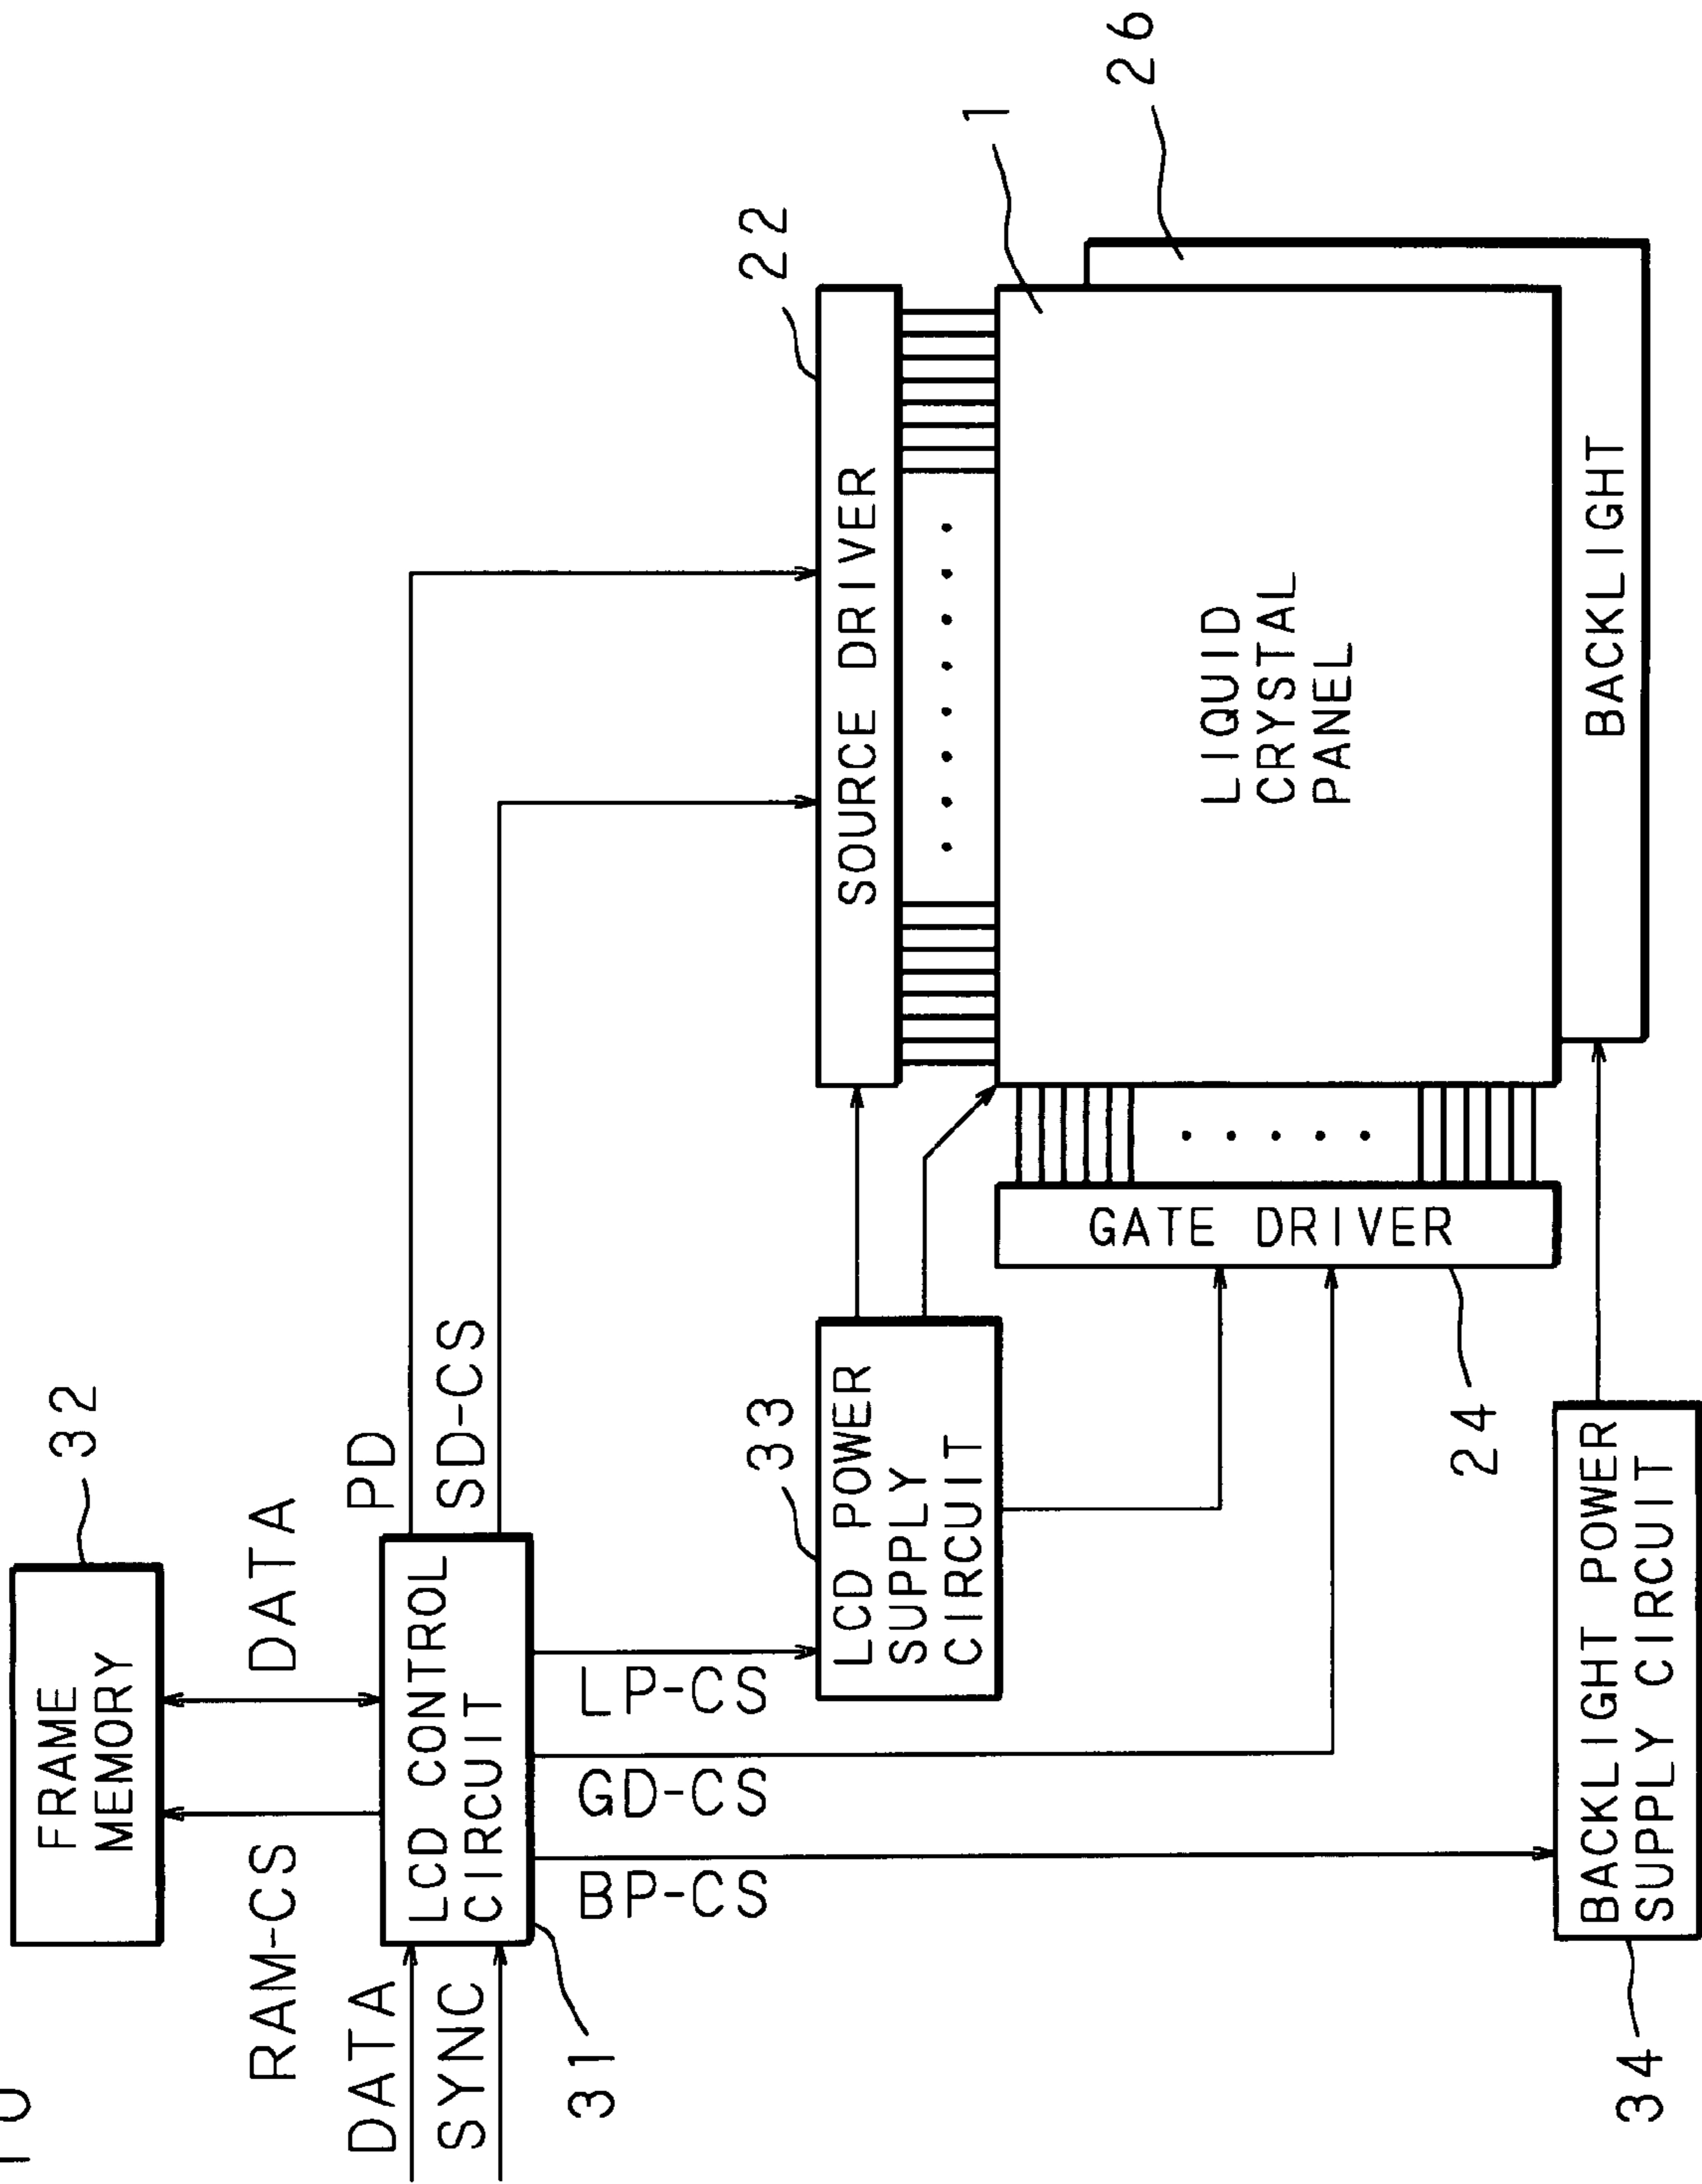 10
32
FRAME
MEMORY
RAM-CS
DATA
DATA
SYNC
PD
SD-CS
LCD CONTROL
CIRCUIT
31
LP-CS
GD-CS
BP-CS
33
LCD POWER
SUPPLY
CIRCUIT
22
SOURCE DRIVER
1
26
LIQUID
CRYSTAL
PANEL
GATE DRIVER
24
BACKLIGHT
BACKLIGHT POWER
SUPPLY CIRCUIT
34